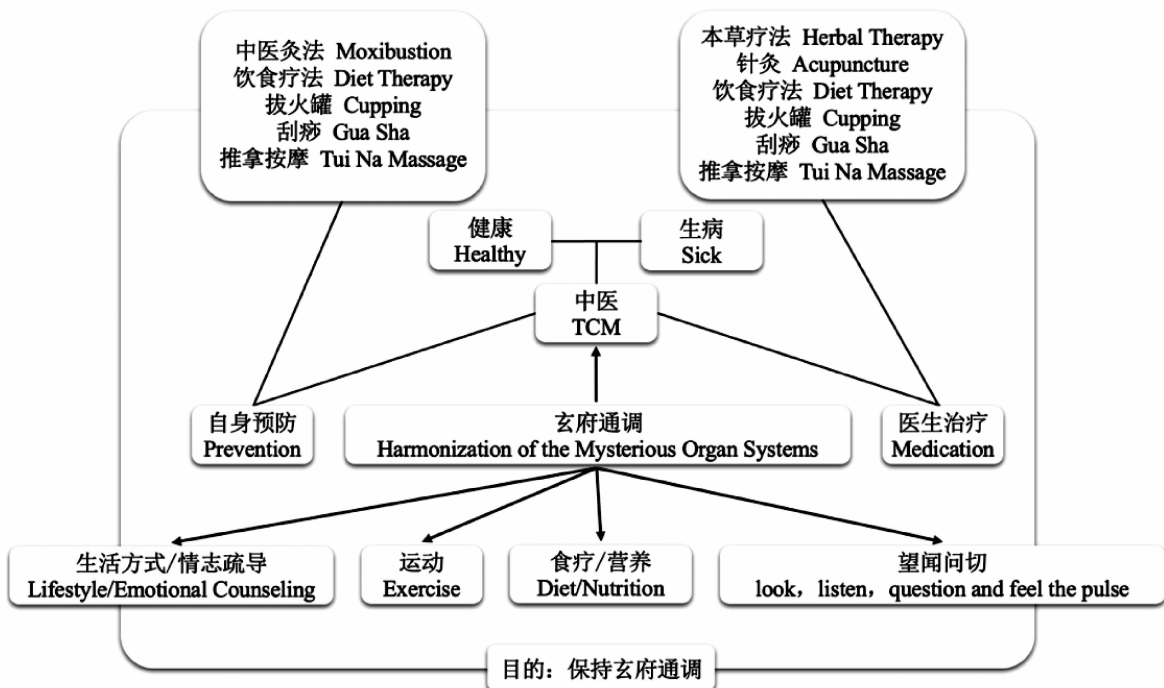 中医灸法 Moxibustion
饮食疗法 Diet Therapy
拔火罐 Cupping
刮痧 Gua Sha
推拿按摩 Tui Na Massage
本草疗法 Herbal Therapy
针灸 Acupuncture
饮食疗法 Diet Therapy
拔火罐 Cupping
刮痧 Gua Sha
推拿按摩 Tui Na Massage
健康
Healthy
生病
Sick
中医
TCM
自身预防
Prevention
玄府通调
Harmonization of the Mysterious Organ Systems
医生治疗
Medication
生活方式/情志疏导
Lifestyle/Emotional Counseling
运动
Exercise
食疗/营养
Diet/Nutrition
望闻问切
look，listen，question and feel the pulse
目的：保持玄府通调